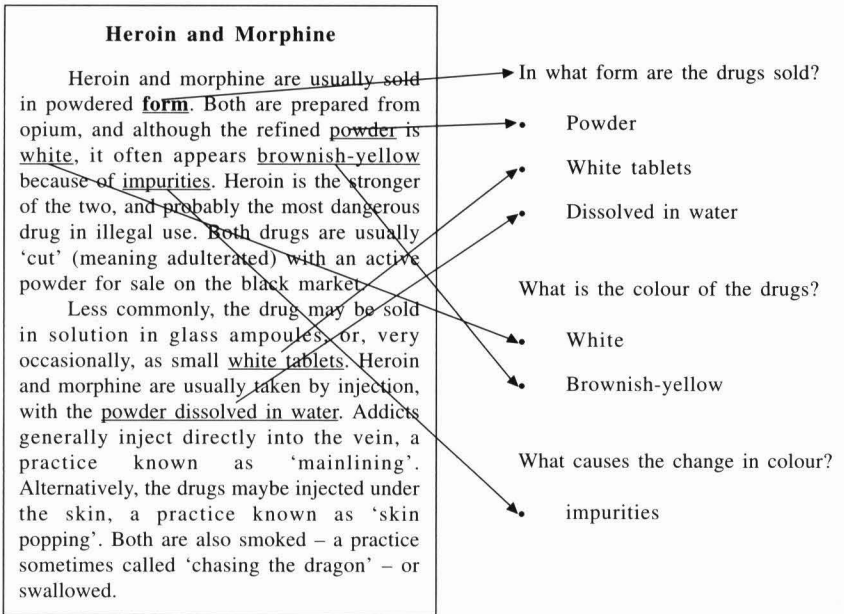 Heroin and Morphine
Heroin and morphine are usually sold
in powdered form. Both are prepared from
opium, and although the refined powder is
white, it often appears brownish-yellow
because of impurities. Heroin is the stronger
of the two, and probably the most dangerous
drug in illegal use. Both drugs are usually
‘cut’ (meaning adulterated) with an active
powder for sale on the black market.
Less commonly, the drug may be sold
in solution in glass ampoules, or, very
occasionally, as small white tablets. Heroin
and morphine are usually taken by injection,
with the powder dissolved in water. Addicts
generally inject directly into the vein, a
practice known as ‘mainlining’.
Alternatively, the drugs maybe injected under
the skin, a practice known as ‘skin
popping’. Both are also smoked – a practice
sometimes called ‘chasing the dragon’ – or
swallowed.
In what form are the drugs sold?
• Powder
• White tablets
• Dissolved in water
What is the colour of the drugs?
• White
• Brownish-yellow
What causes the change in colour?
• impurities